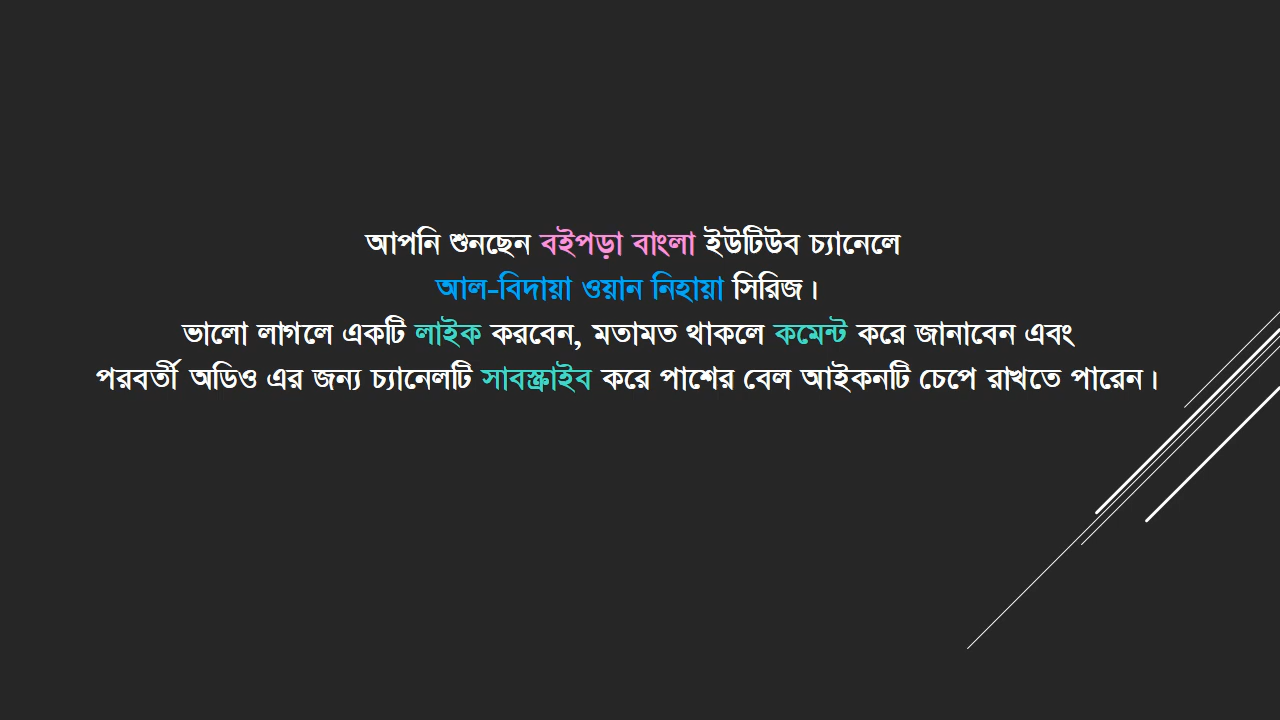 আপনি শুনছেন বইপড়া বাংলা ইউটিউব চ্যানেলে
আল-বিদায়া ওয়ান নিহায়া সিরিজ।
ভালো লাগলে একটি লাইক করবেন, মতামত থাকলে কমেন্ট করে জানাবেন এবং
পরবর্তী অডিও এর জন্য চ্যানেলটি সাবস্ক্রাইব করে পাশের বেল আইকনটি চেপে রাখতে পারেন।